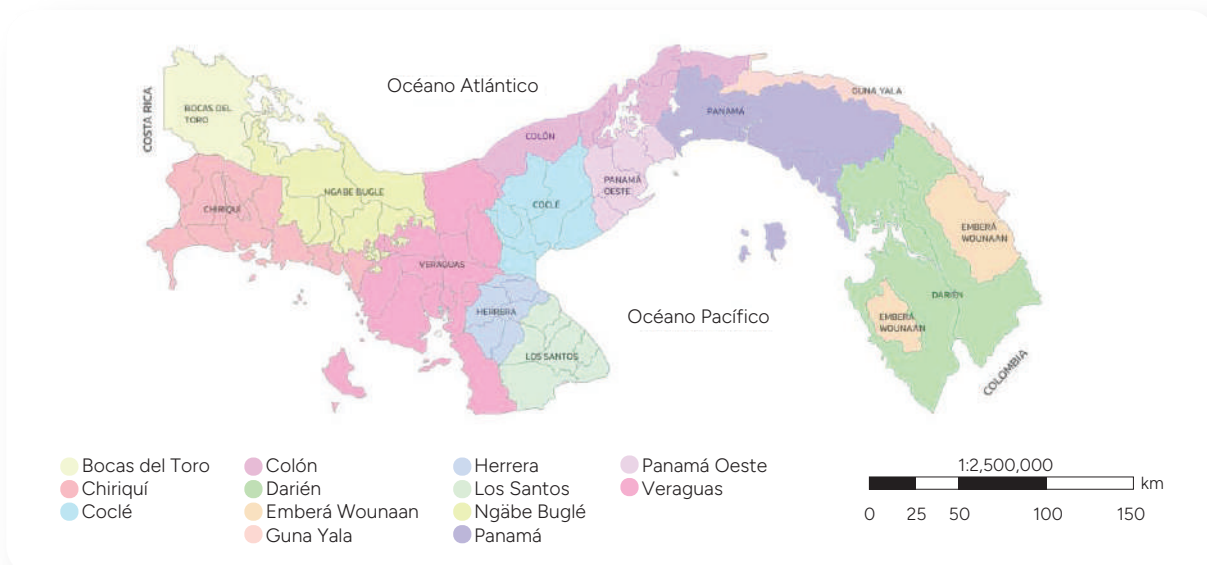 Océano Atlántico
COSTA RICA
BOCAS DEL
TORO
GUNA YALA
PANAMÁ
COLÓN
NGABE BUGLE
PANAMÁ
OESTE
COCLÉ
CHIRIQUÍ
EMBERÁ
WOUNAAN
VERAGUAS
DARIÉN
HERRERA
Océano Pacífico
EMBERÁ
WOUNAAN
LOS SANTOS
COLOMBIA
Bocas del Toro
Chiriquí
Coclé
Colón
Darién
Emberá Wounaan
Guna Yala
Herrera
Los Santos
Ngäbe Buglé
Panamá
Panamá Oeste
Veraguas
1:2,500,000
km
0 25 50 100 150